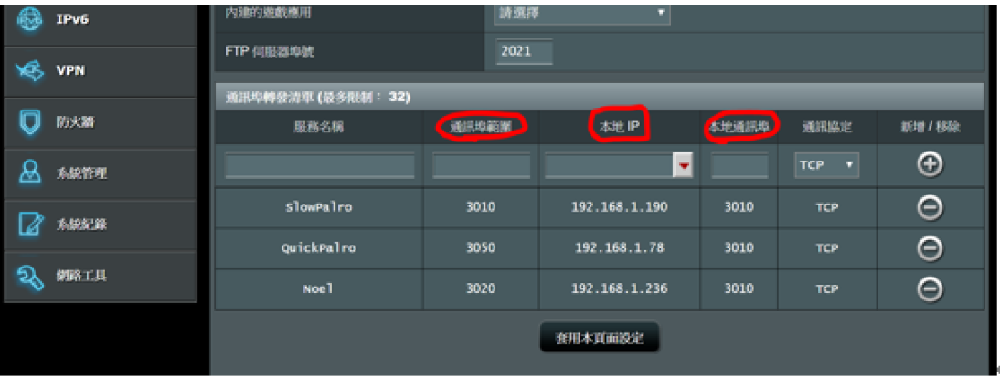 IPv6
內建的遊戲應用
請選擇
VPN
FTP 伺服器埠號
2021
通訊埠轉發清單 (最多限制： 32)
防火牆
服務名稱 通訊埠範圍 本地 IP 本地通訊埠 通訊協定 新增 / 移除
系統管理
TCP
SlowPalro 3010 192.168.1.190 3010 TCP
系統紀錄
QuickPalro 3050 192.168.1.78 3010 TCP
網路工具
Noel 3020 192.168.1.236 3010 TCP
套用本頁面設定